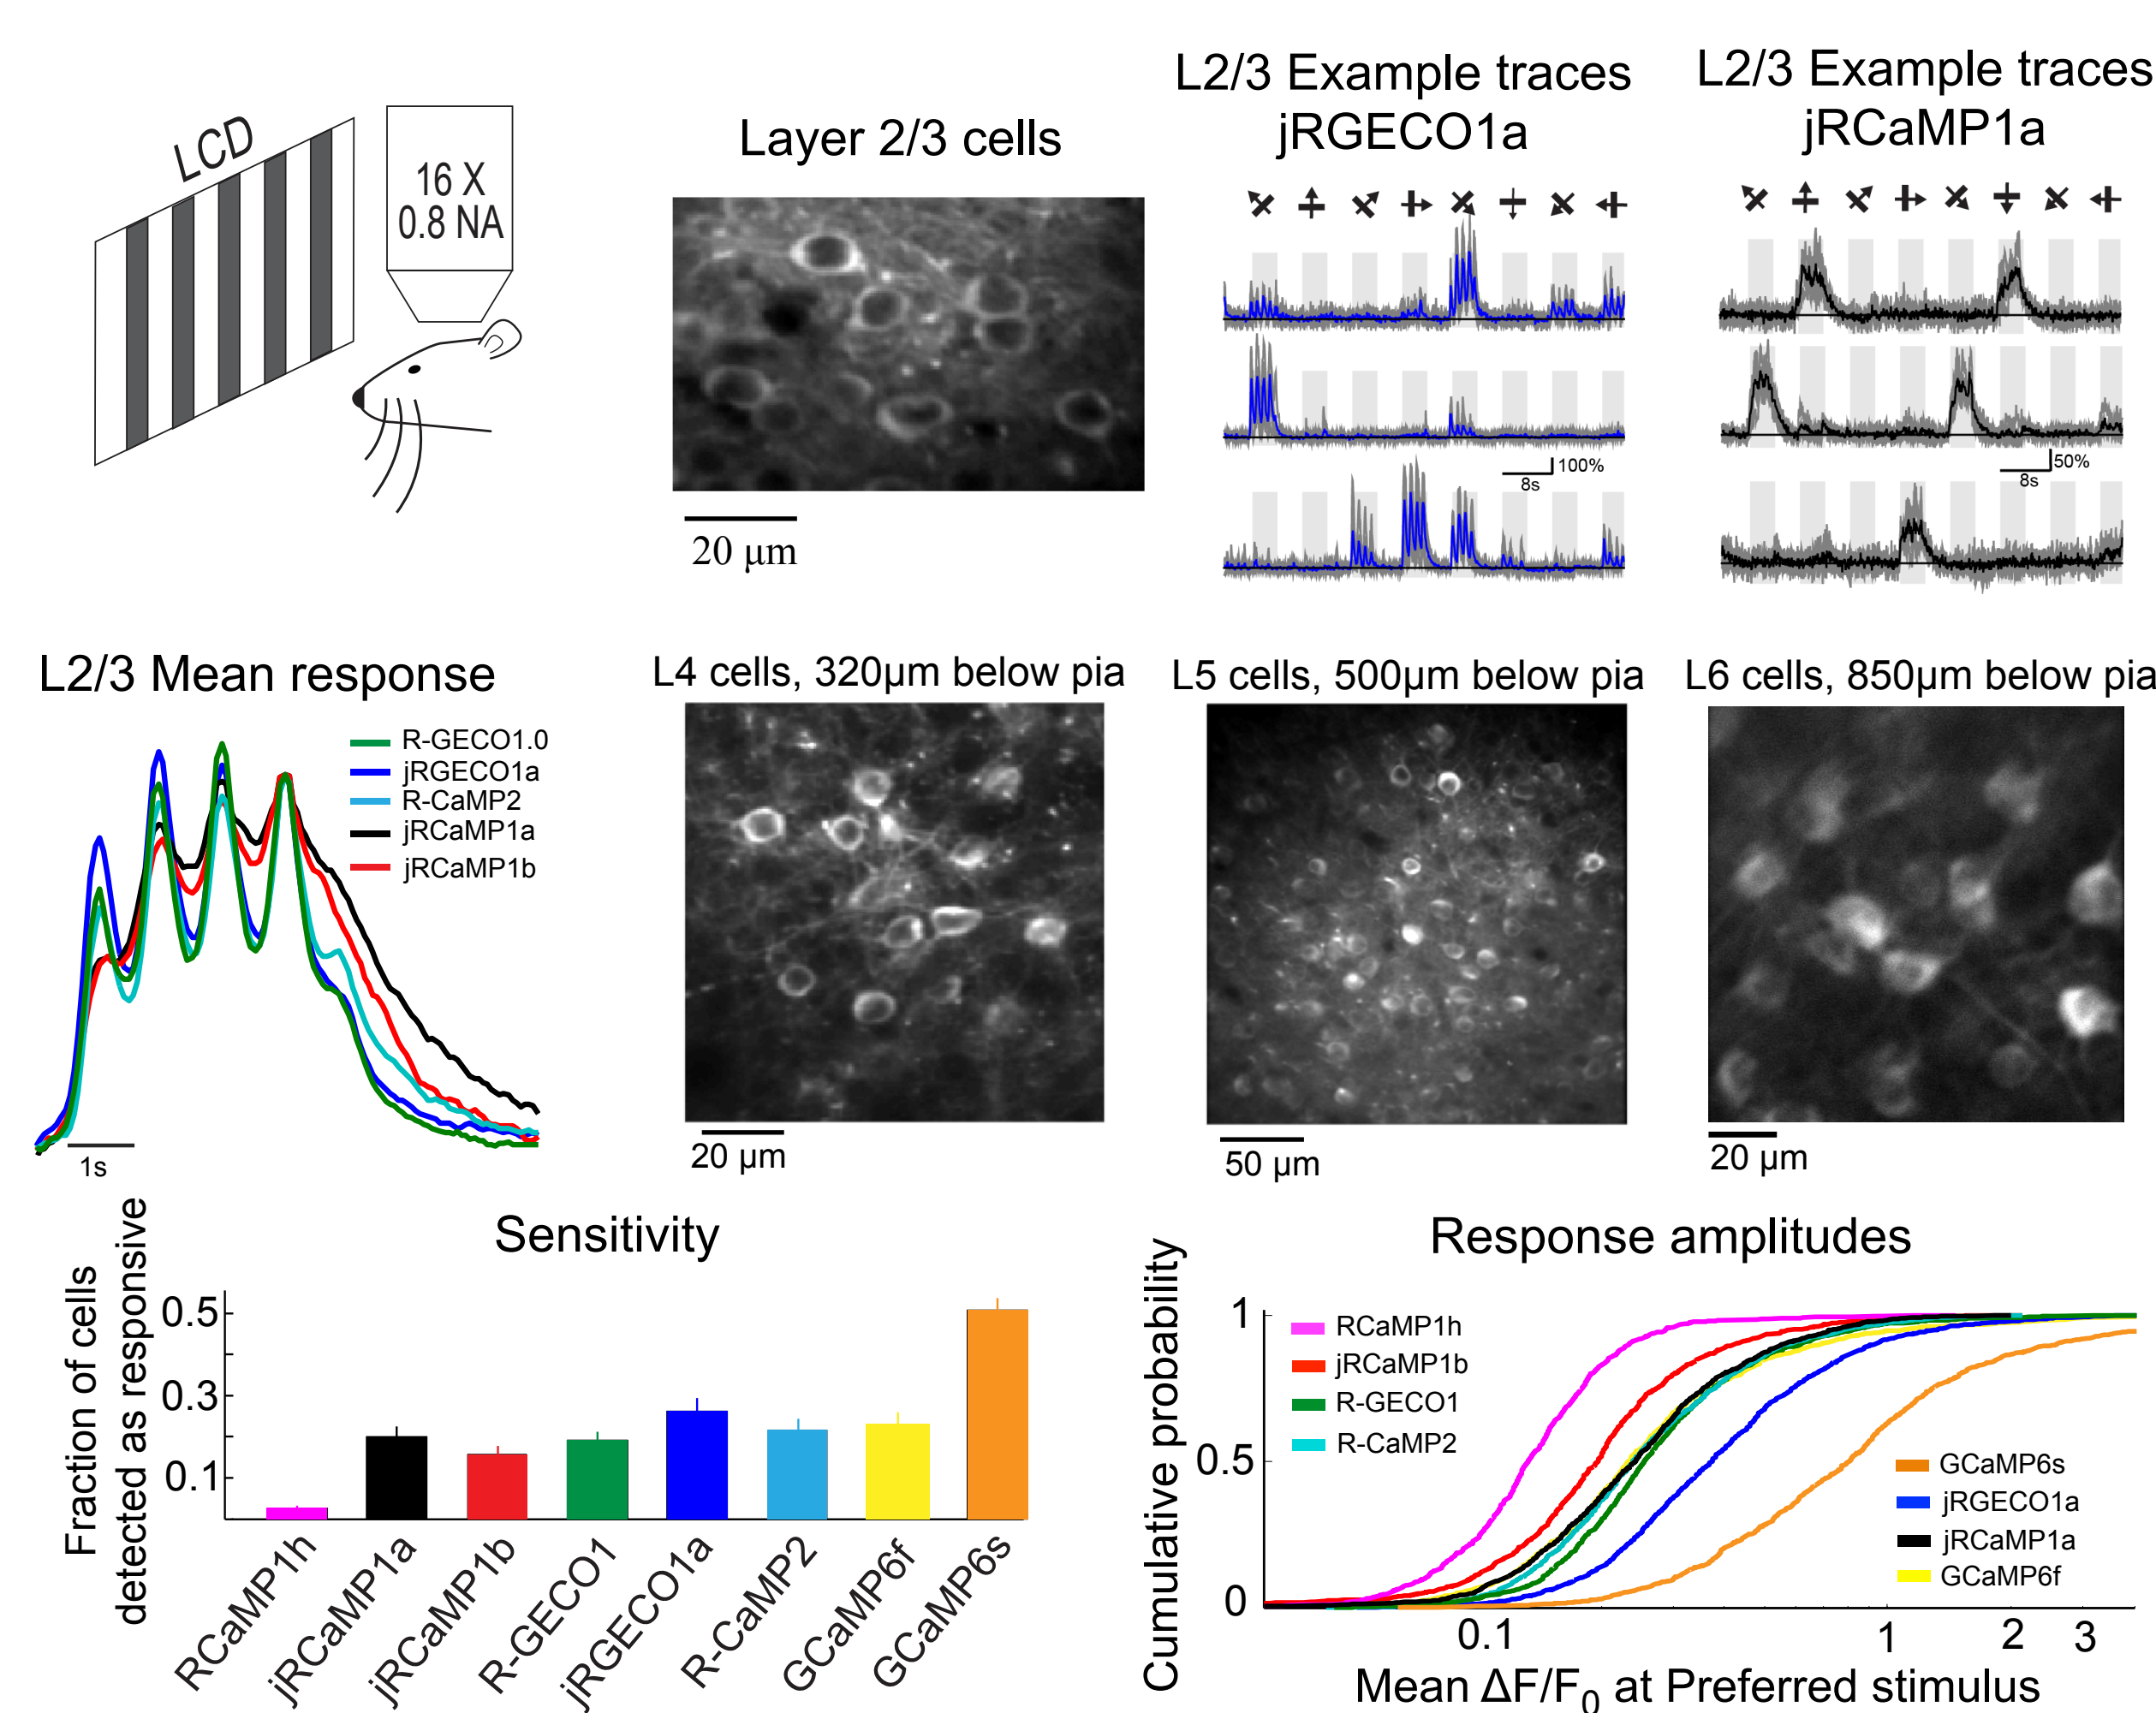 LCD
16 X
0.8 NA
Layer 2/3 cells
20 µm
L2/3 Example traces
jRGECO1a
100%
8s
L2/3 Example traces
jRCaMP1a
50%
8s
L2/3 Mean response
R-GECO1.0
jRGECO1a
R-CaMP2
jRCaMP1a
jRCaMP1b
1s
L4 cells, 320µm below pia
20 µm
L5 cells, 500µm below pia
50 µm
L6 cells, 850µm below pia
20 µm
Sensitivity
Fraction of cells
detected as responsive
0.5
0.3
0.1
RCaMP1h
jRCaMP1a
jRCaMP1b
R-GECO1
jRGECO1a
R-CaMP2
GCaMP6f
GCaMP6s
Response amplitudes
Cumulative probability
1
0.5
0
RCaMP1h
jRCaMP1b
R-GECO1
R-CaMP2
GCaMP6s
jRGECO1a
jRCaMP1a
GCaMP6f
0.1
1
2
3
Mean ΔF/F₀ at Preferred stimulus